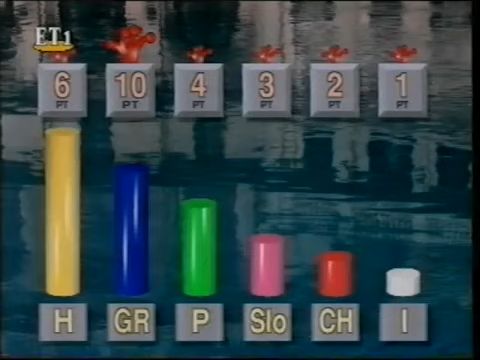 ET1
6 10 4 3 2 1
PT PT PT PT PT PT
H GR P Slo CH I